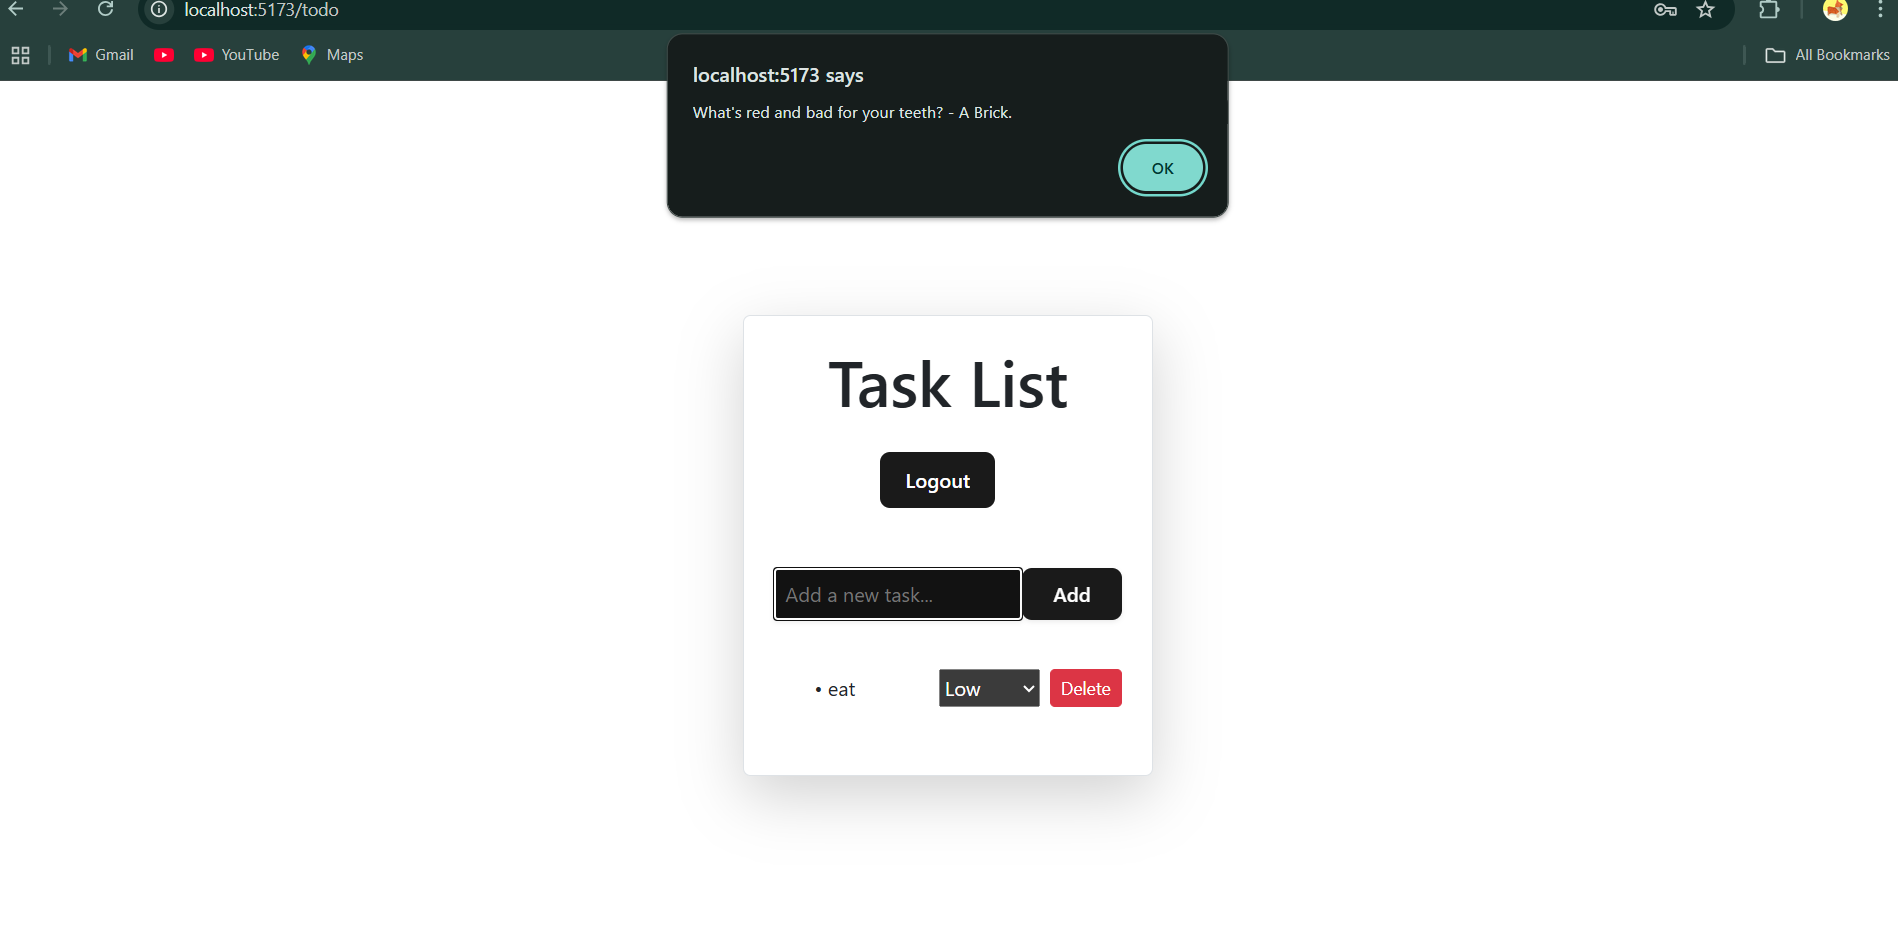 localhost:5173/todo
Gmail
YouTube
Maps
All Bookmarks
localhost:5173 says
What's red and bad for your teeth? - A Brick.
OK
Task List
Logout
Add a new task...
Add
• eat
Low
Delete